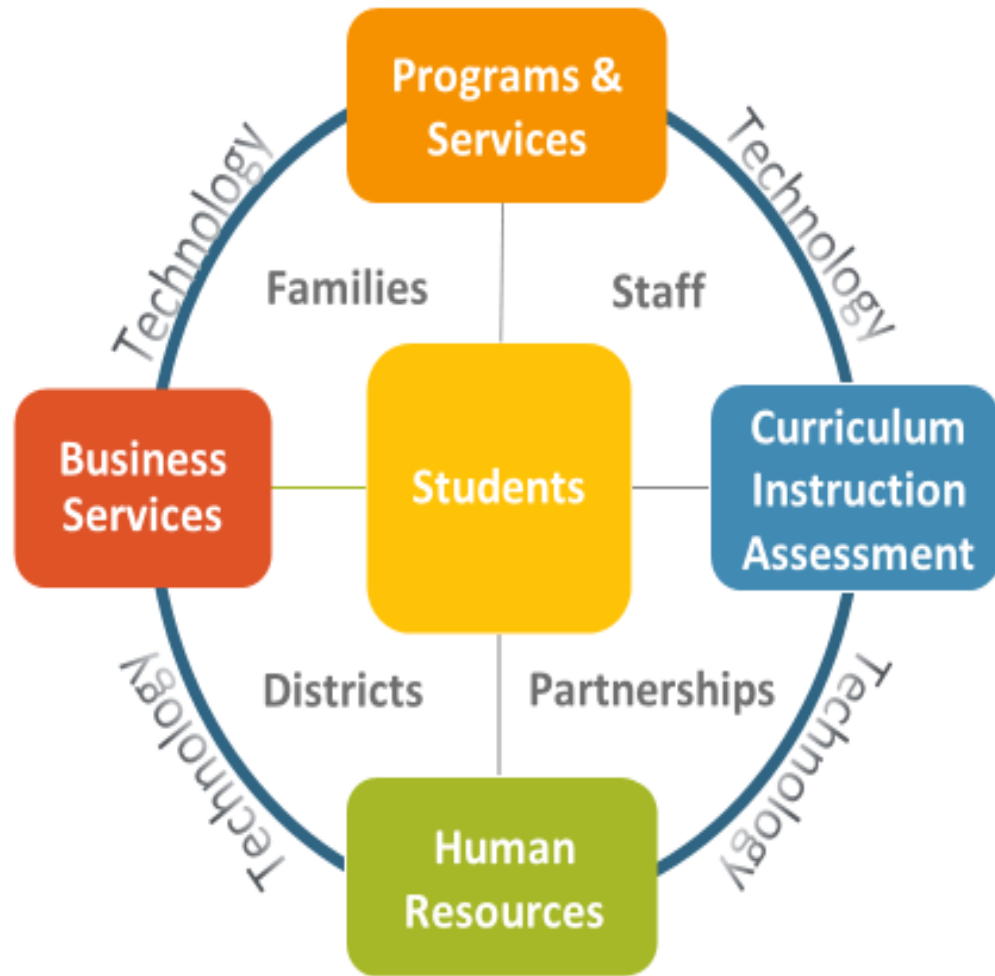 Programs &
Services
Technology
Technology
Families
Staff
Business
Services
Students
Curriculum
Instruction
Assessment
Districts
Partnerships
Technology
Technology
Human
Resources